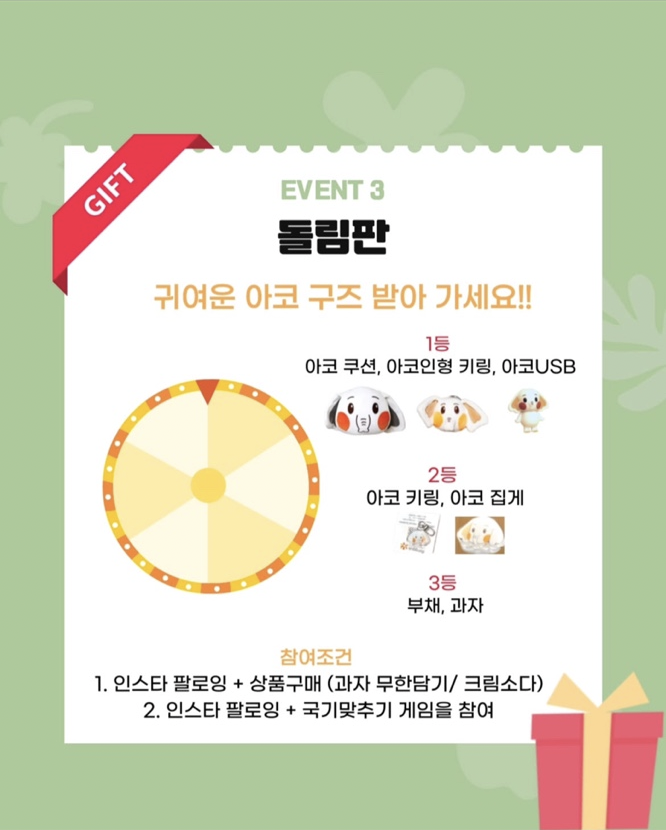 GIFT
EVENT 3
돌림판
귀여운 아코 구즈 받아 가세요!!
1등
아코 쿠션, 아코인형 키링, 아코USB
2등
아코 키링, 아코 집게
3등
부채, 과자
참여조건
1. 인스타 팔로잉 + 상품구매 (과자 무한담기/ 크림소다)
2. 인스타 팔로잉 + 국기맞추기 게임을 참여